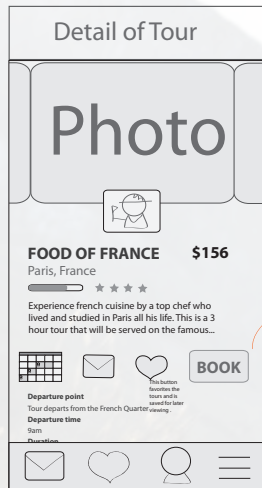 Detail of Tour
Photo
FOOD OF FRANCE
$156
Paris, France
Experience french cuisine by a top chef who
lived and studied in Paris all his life. This is a 3
hour tour that will be served on the famous...
BOOK
This button
favorites the
tours and is
saved for later
viewing .
Departure point
Tour departs from the French Quarter
Departure time
9am
Duration